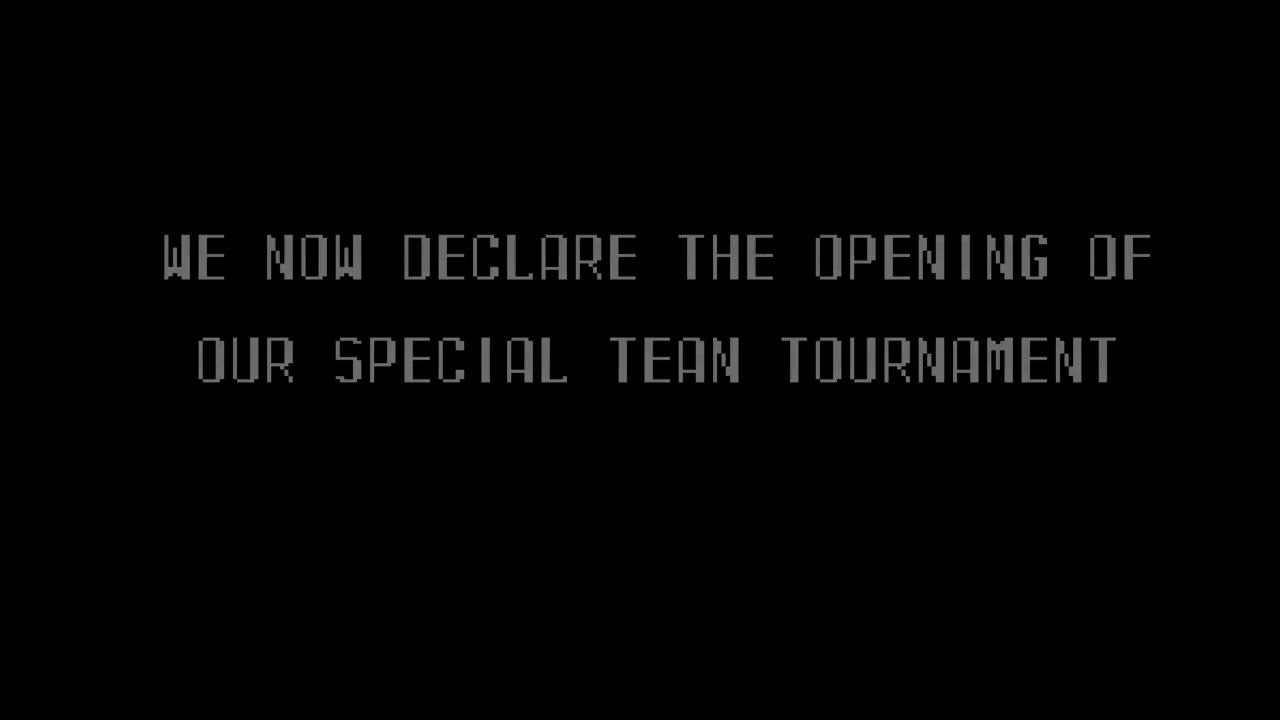 WE NOW DECLARE THE OPENING OF
OUR SPECIAL TEAN TOURNAMENT